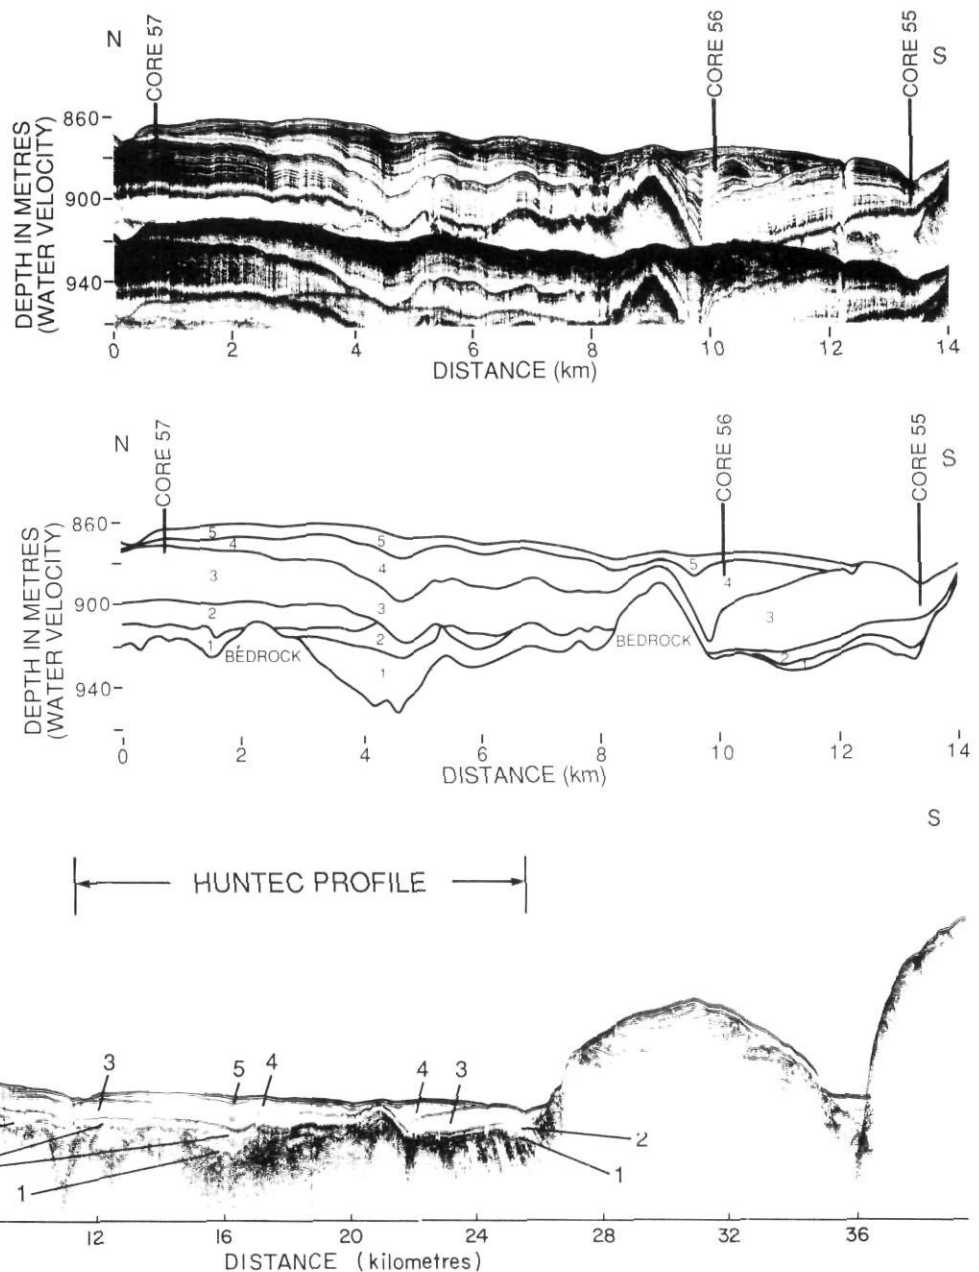 N
CORE 57
CORE 56
CORE 55
S
DEPTH IN METRES
(WATER VELOCITY)
860
900
940
0 2 4 6 8 10 12 14
DISTANCE (km)
N
CORE 57
CORE 56
CORE 55
S
DEPTH IN METRES
(WATER VELOCITY)
860
900
940
5 5 5
4 4 4
3 3 3
2 2 2
1 1 1
BEDROCK BEDROCK
0 2 4 6 8 10 12 14
DISTANCE (km)
S
HUNTEC PROFILE
3 5 4 4 3
2
1 1
12 16 20 24 28 32 36
DISTANCE (kilometres)